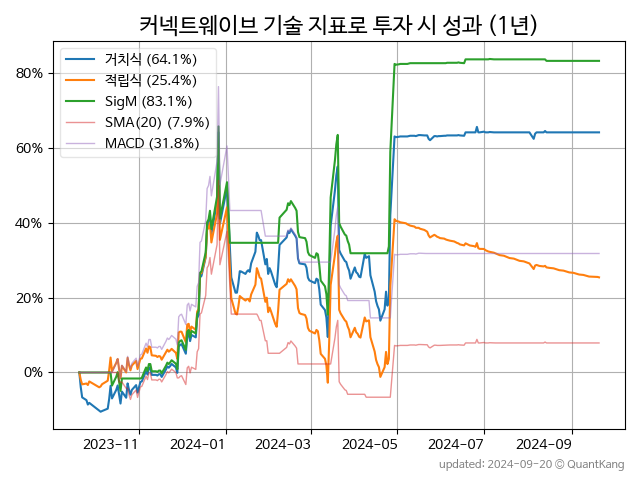 커넥트웨이브 기술 지표로 투자 시 성과 (1년)
거치식 (64.1%)
적립식 (25.4%)
SigM (83.1%)
SMA(20) (7.9%)
MACD (31.8%)
80%
60%
40%
20%
0%
2023-11 2024-01 2024-03 2024-05 2024-07 2024-09
updated: 2024-09-20 © QuantKang